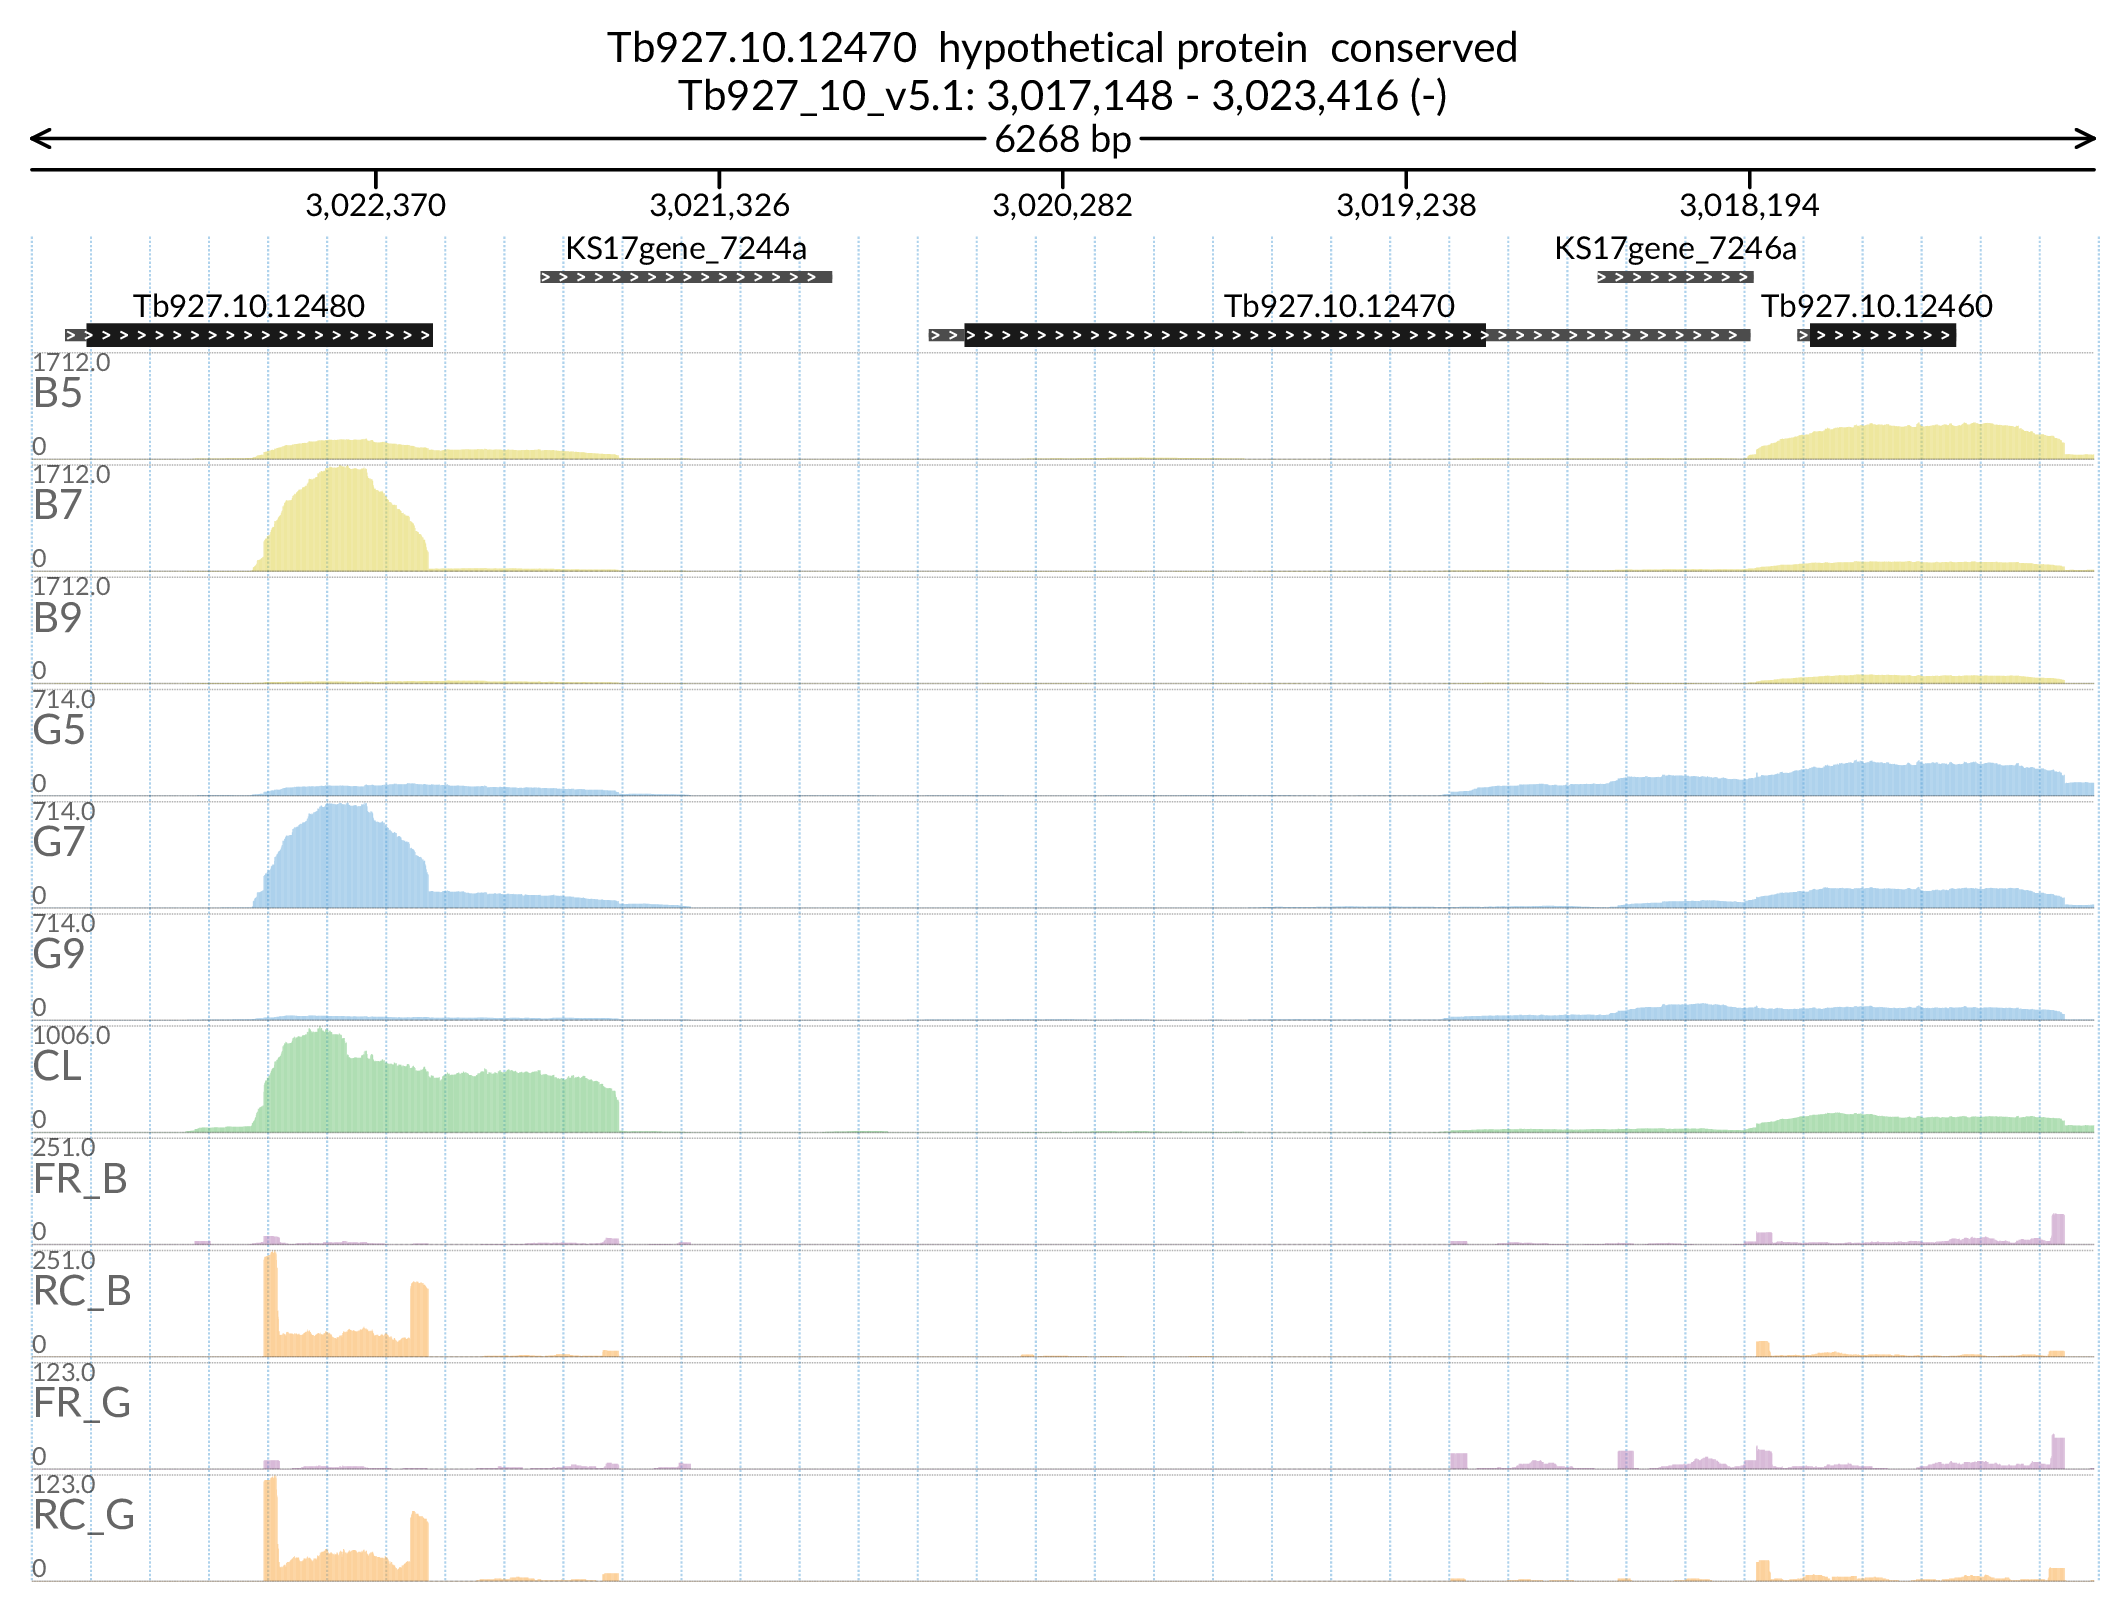 Tb927.10.12470  hypothetical protein  conserved
Tb927_10_v5.1: 3,017,148 - 3,023,416 (-)
6268 bp
3,022,370 3,021,326 3,020,282 3,019,238 3,018,194
KS17gene_7244a KS17gene_7246a
Tb927.10.12480 Tb927.10.12470 Tb927.10.12460
1712.0
B5
0
1712.0
B7
0
1712.0
B9
0
714.0
G5
0
714.0
G7
0
714.0
G9
0
1006.0
CL
0
251.0
FR_B
0
251.0
RC_B
0
123.0
FR_G
0
123.0
RC_G
0